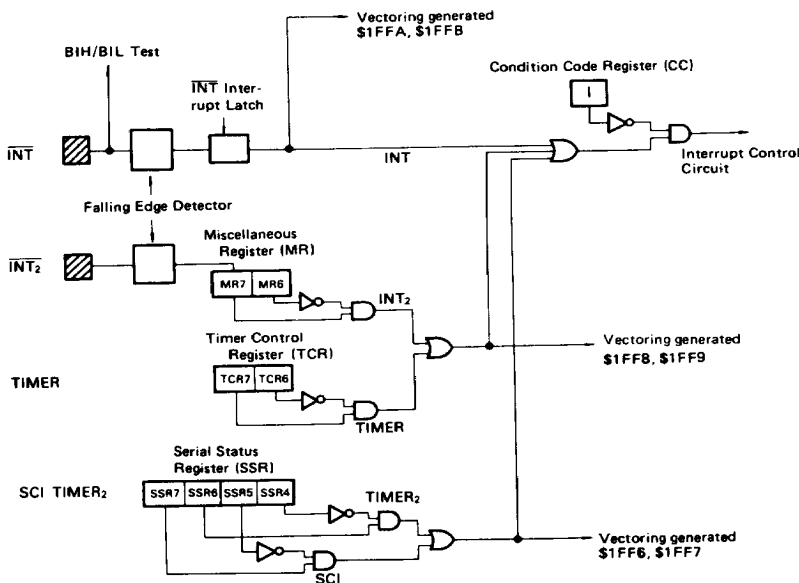 Vectoring generated
$1FFA, $1FFB
BIH/BIL Test
Condition Code Register (CC)
INT Inter-
rupt Latch
I
INT
INT
Interrupt Control
Circuit
Falling Edge Detector
Miscellaneous
Register (MR)
INT2
MR7 MR6
INT2
Timer Control
Register (TCR)
Vectoring generated
$1FF8, $1FF9
TIMER
TCR7 TCR6
TIMER
Serial Status
Register (SSR)
SCI TIMER2
SSR7 SSR6 SSR5 SSR4
TIMER2
Vectoring generated
$1FF6, $1FF7
SCI